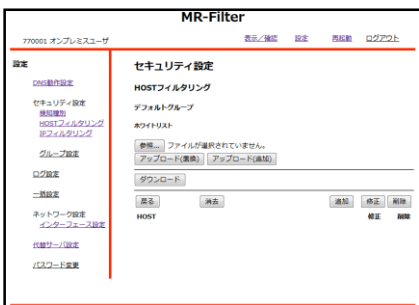 MR-Filter
770001 オンプレミスユーザ
表示/確認 設定 再起動 ログアウト
設定
DNS動作設定
セキュリティ設定
検知種別
HOSTフィルタリング
IPフィルタリング
グループ設定
ログ設定
一括設定
ネットワーク設定
インターフェース設定
代替サーバ設定
パスワード変更
セキュリティ設定
HOSTフィルタリング
デフォルトグループ
ホワイトリスト
参照... ファイルが選択されていません。
アップロード(置換) アップロード(追加)
ダウンロード
戻る 消去 追加 修正 削除
HOST 修正 削除